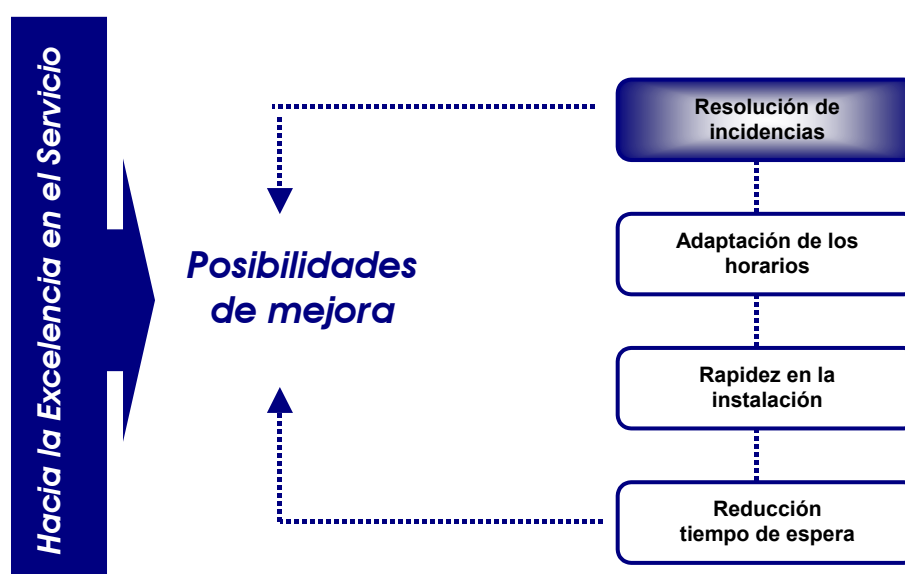 Hacia la Excelencia en el Servicio
Posibilidades
de mejora
Resolución de
incidencias
Adaptación de los
horarios
Rapidez en la
instalación
Reducción
tiempo de espera